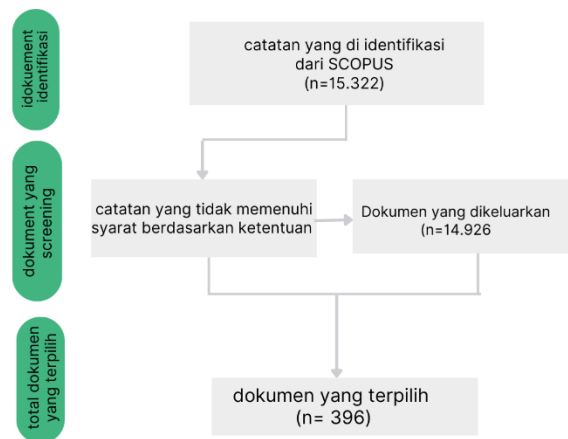 idokuement
identifikasi
catatan yang di identifikasi
dari SCOPUS
(n=15.322)
dokument yang
screening
catatan yang tidak memenuhi
syarat berdasarkan ketentuan
Dokumen yang dikeluarkan
(n=14.926
total dokumen
yang terpilih
dokumen yang terpilih
(n= 396)